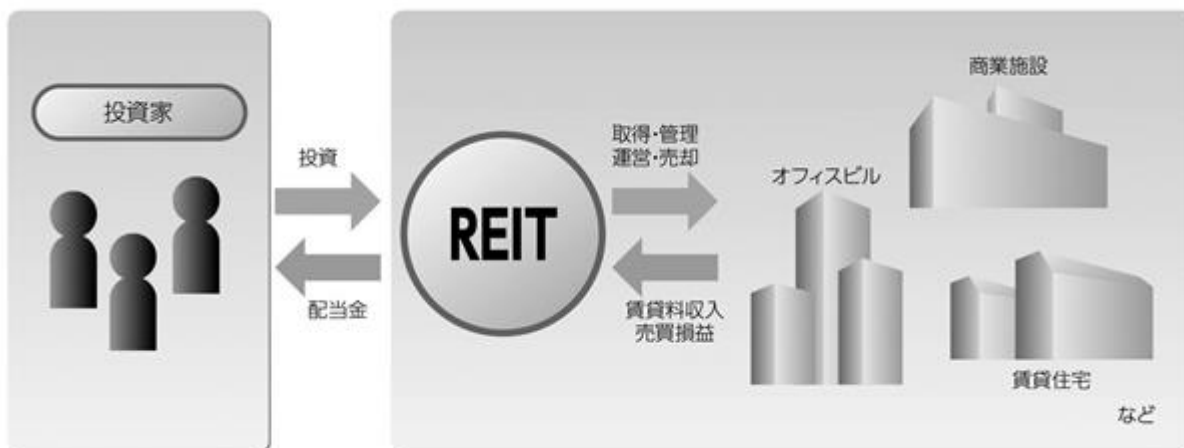 投資家
投資
配当金
REIT
取得・管理
運営・売却
賃貸料収入
売買損益
商業施設
オフィスビル
賃貸住宅
など